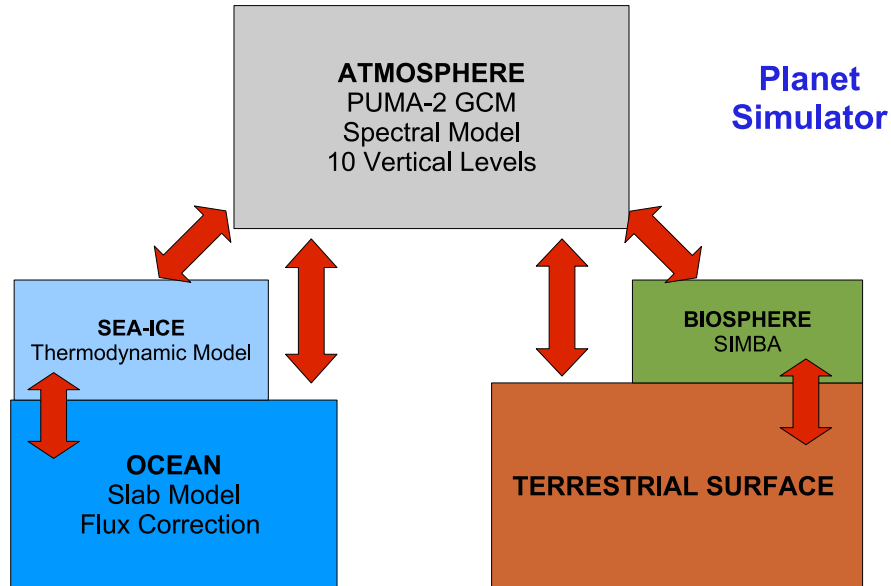 ATMOSPHERE
PUMA-2 GCM
Spectral Model
10 Vertical Levels
Planet
Simulator
SEA-ICE
Thermodynamic Model
BIOSPHERE
SIMBA
OCEAN
Slab Model
Flux Correction
TERRESTRIAL SURFACE